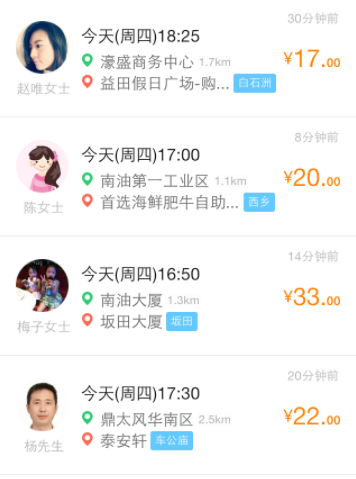 30分钟前
今天(周四)18:25
濠盛商务中心 1.7km
¥17.00
赵唯女士
益田假日广场-购... 白石洲
8分钟前
今天(周四)17:00
南油第一工业区 1.1km
¥20.00
陈女士
首选海鲜肥牛自助... 西乡
14分钟前
今天(周四)16:50
南油大厦 1.3km
¥33.00
梅子女士
坂田大厦 坂田
20分钟前
今天(周四)17:30
鼎太风华南区 2.5km
¥22.00
杨先生
泰安轩 车公庙